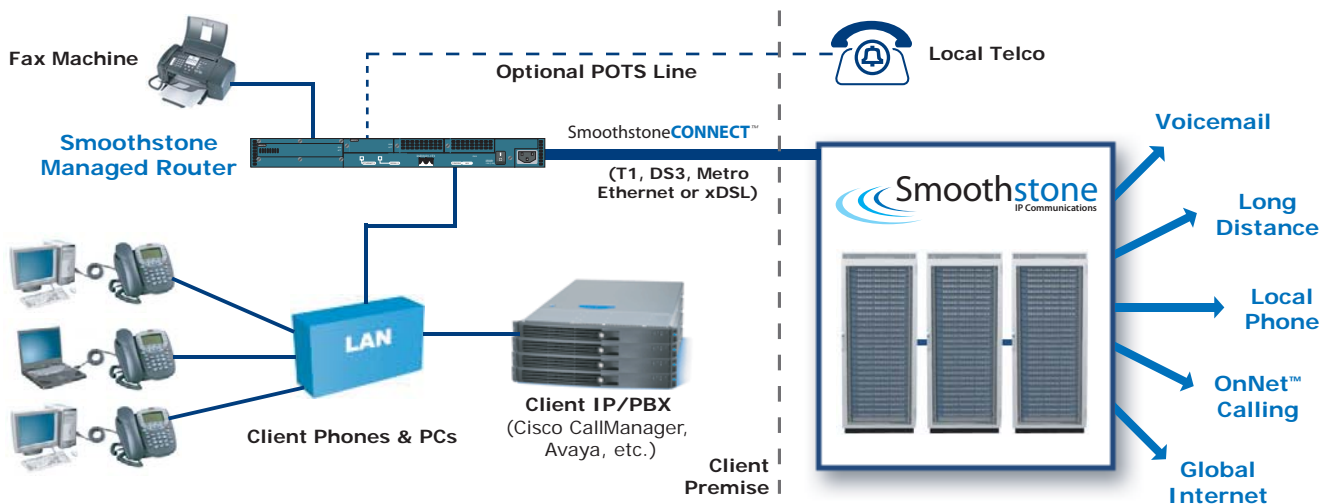 Fax Machine
Optional POTS Line
Local Telco
Smoothstone
Managed Router
SmoothstoneCONNECT™
(T1, DS3, Metro
Ethernet or xDSL)
Smoothstone
IP Communications
Voicemail
Long
Distance
Local
Phone
OnNet™
Calling
Global
Internet
LAN
Client Phones & PCs
Client IP/PBX
(Cisco CallManager,
Avaya, etc.)
Client
Premise